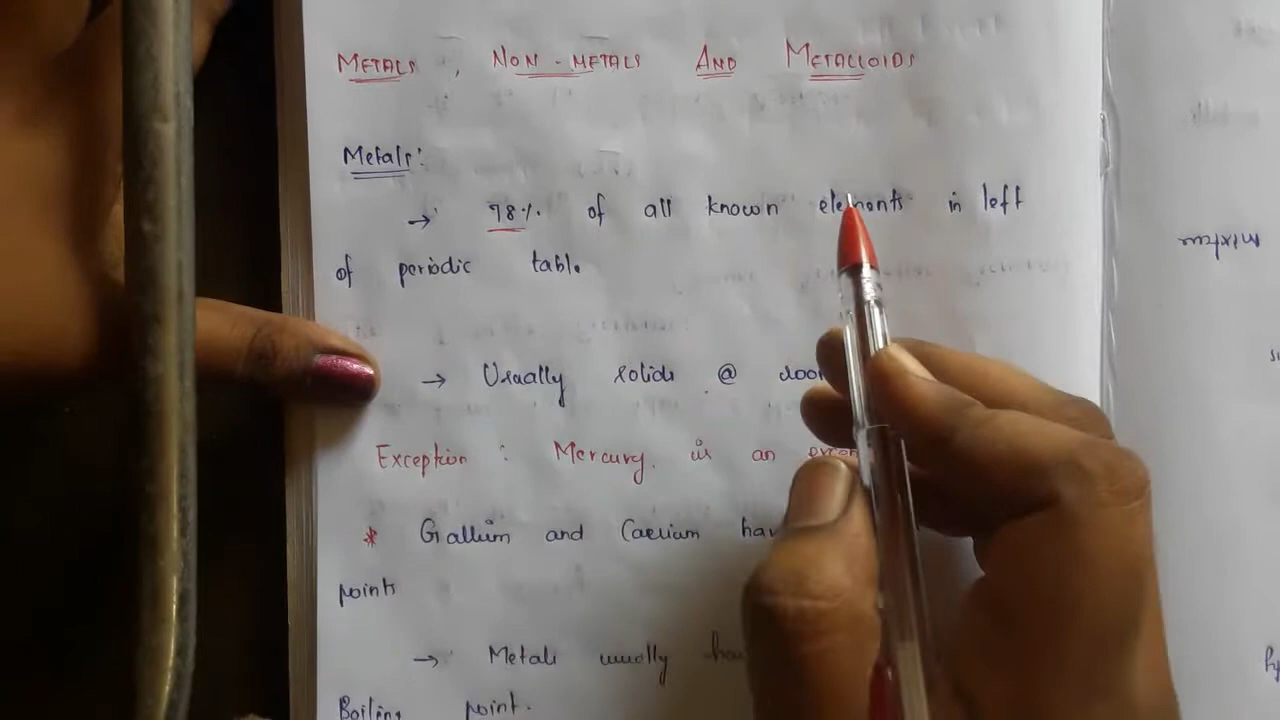 METALS, NON-METALS AND METALLOIDS
Metals:
→ 78% of all known elements in left
of periodic table
→ Usually solids @
Exception : Mercury is an
* Gallium and Caesium
points
→ Metals usually
Boiling point.
mixture